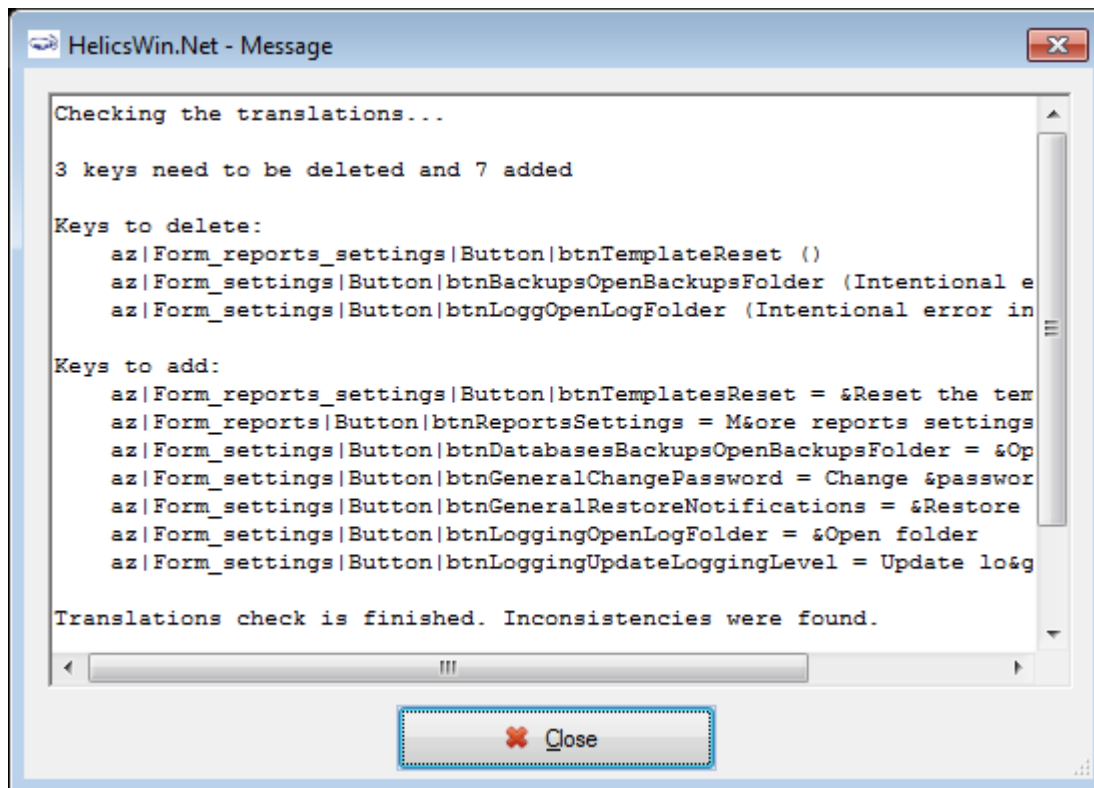 HelicsWin.Net - Message
Checking the translations...
3 keys need to be deleted and 7 added
Keys to delete:
az|Form_reports_settings|Button|btnTemplateReset ()
az|Form_settings|Button|btnBackupsOpenBackupsFolder (Intentional e
az|Form_settings|Button|btnLoggOpenLogFolder (Intentional error in
Keys to add:
az|Form_reports_settings|Button|btnTemplatesReset = &Reset the tem
az|Form_reports|Button|btnReportsSettings = M&ore reports settings
az|Form_settings|Button|btnDatabasesBackupsOpenBackupsFolder = &Op
az|Form_settings|Button|btnGeneralChangePassword = Change &passwor
az|Form_settings|Button|btnGeneralRestoreNotifications = &Restore
az|Form_settings|Button|btnLoggingOpenLogFolder = &Open folder
az|Form_settings|Button|btnLoggingUpdateLoggingLevel = Update lo&g
Translations check is finished. Inconsistencies were found.
Close